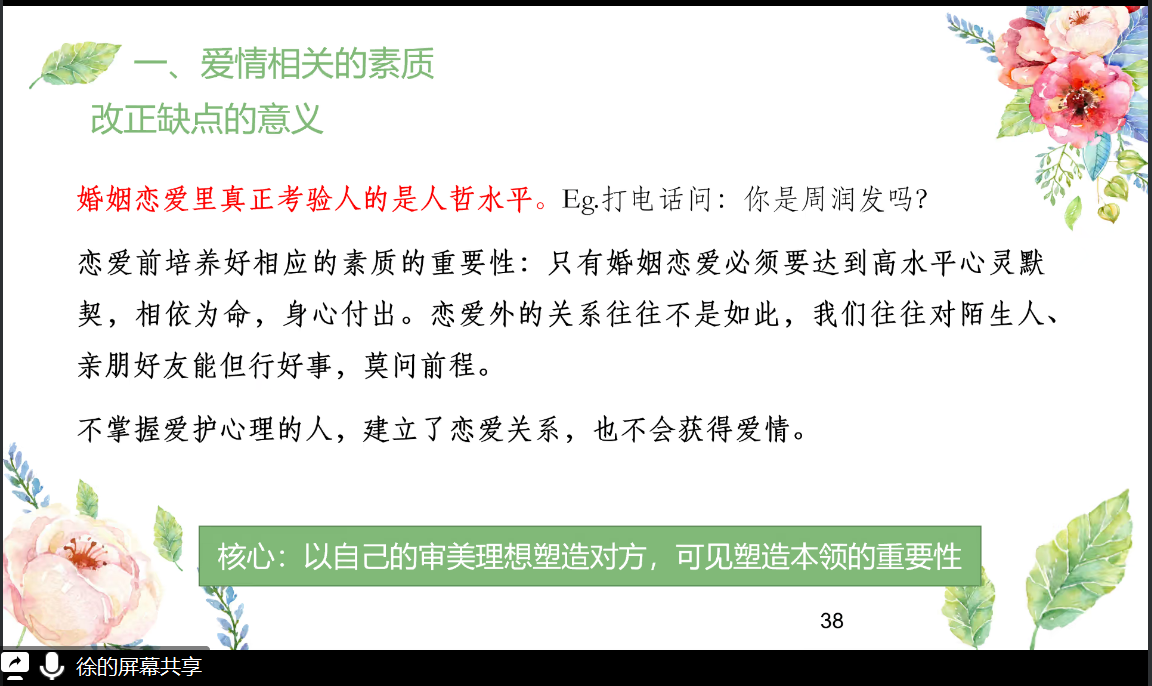 一、爱情相关的素质
改正缺点的意义
婚姻恋爱里真正考验人的是人哲水平。Eg.打电话问：你是周润发吗？
恋爱前培养好相应的素质的重要性：只有婚姻恋爱必须要达到高水平心灵默
契，相依为命，身心付出。恋爱外的关系往往不是如此，我们往往对陌生人、
亲朋好友能但行好事，莫问前程。
不掌握爱护心理的人，建立了恋爱关系，也不会获得爱情。
核心：以自己的审美理想塑造对方，可见塑造本领的重要性
38
徐的屏幕共享